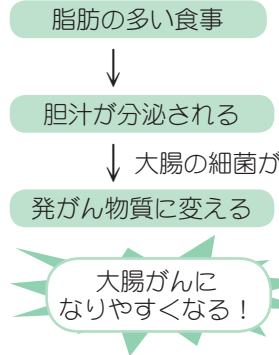 脂肪の多い食事
胆汁が分泌される
大腸の細菌が
発がん物質に変える
大腸がんに
なりやすくなる！